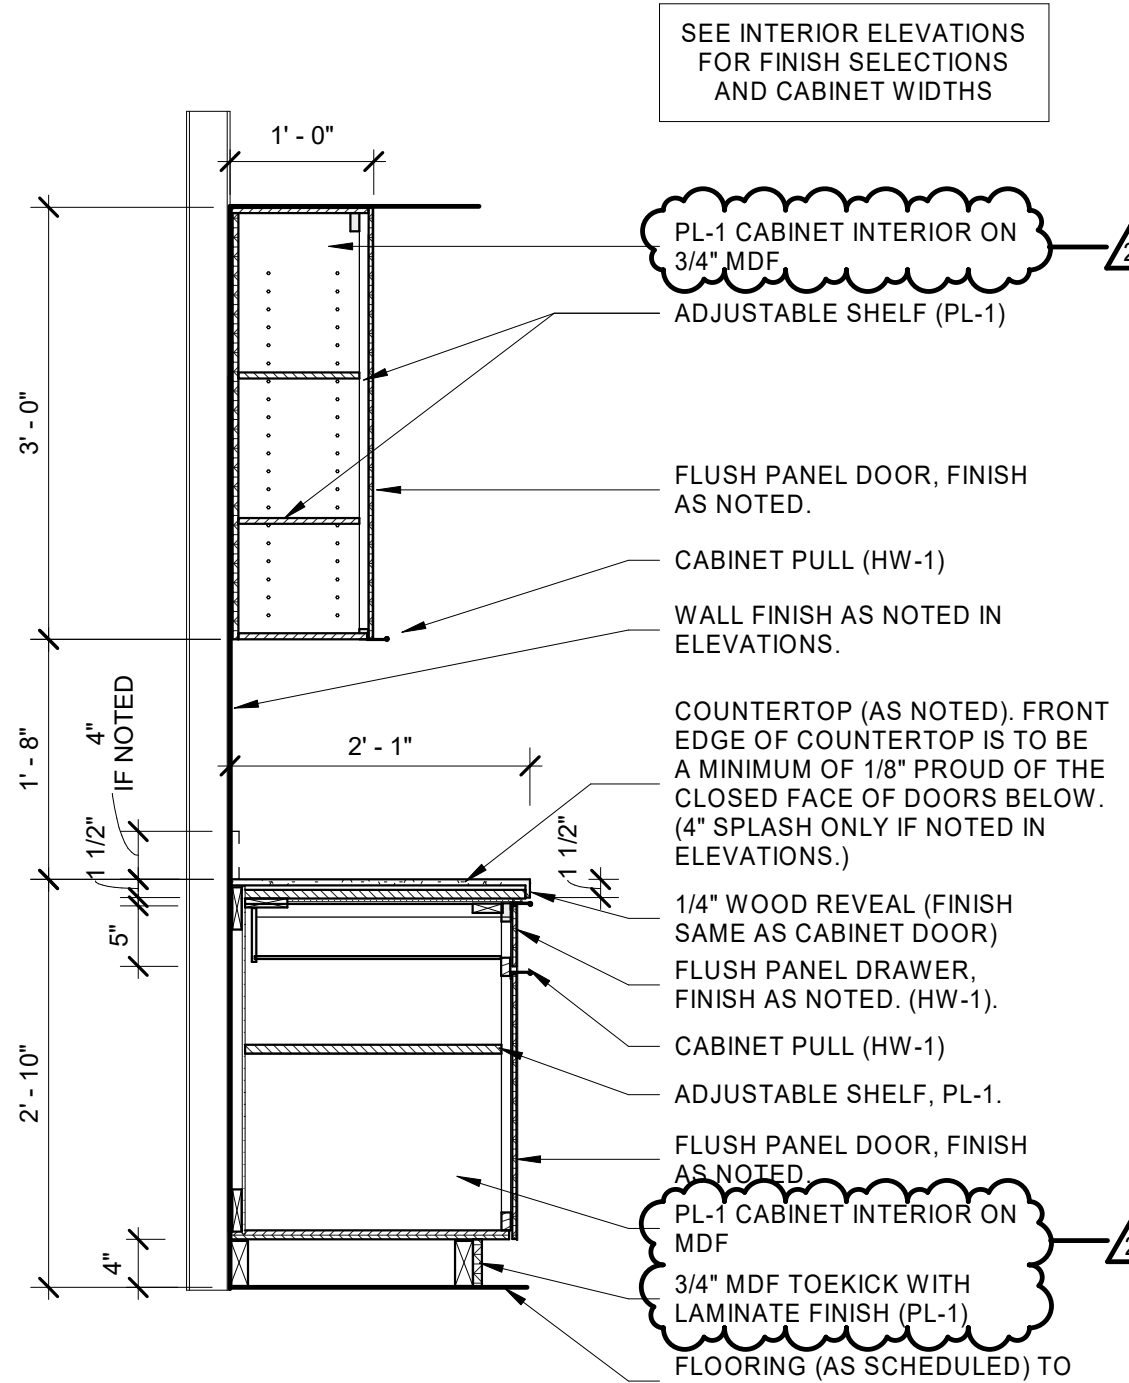 SEE INTERIOR ELEVATIONS
FOR FINISH SELECTIONS
AND CABINET WIDTHS
1' - 0"
PL-1 CABINET INTERIOR ON
3/4" MDF
2
ADJUSTABLE SHELF (PL-1)
3' - 0"
FLUSH PANEL DOOR, FINISH
AS NOTED.
CABINET PULL (HW-1)
WALL FINISH AS NOTED IN
ELEVATIONS.
1' - 8"
4"
IF NOTED
2' - 1"
COUNTERTOP (AS NOTED). FRONT
EDGE OF COUNTERTOP IS TO BE
A MINIMUM OF 1/8" PROUD OF THE
CLOSED FACE OF DOORS BELOW.
(4" SPLASH ONLY IF NOTED IN
ELEVATIONS.)
1 1/2"
1 1/2"
1/4" WOOD REVEAL (FINISH
SAME AS CABINET DOOR)
5"
FLUSH PANEL DRAWER,
FINISH AS NOTED. (HW-1).
CABINET PULL (HW-1)
2' - 10"
ADJUSTABLE SHELF, PL-1.
FLUSH PANEL DOOR, FINISH
AS NOTED.
PL-1 CABINET INTERIOR ON
MDF
2
4"
3/4" MDF TOEKICK WITH
LAMINATE FINISH (PL-1)
FLOORING (AS SCHEDULED) TO